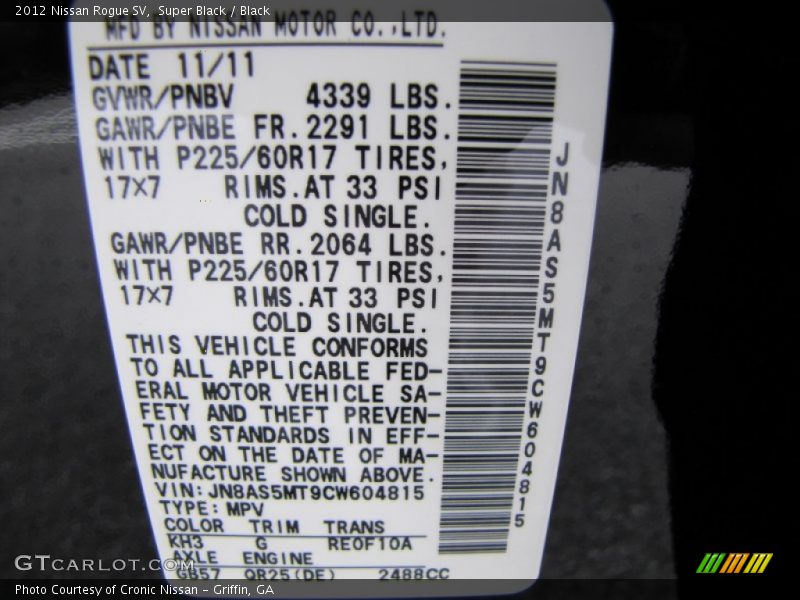 2012 Nissan Rogue SV, Super Black / Black
MFD BY NISSAN MOTOR CO.,LTD.
DATE 11/11
GVWR/PNBV 4339 LBS.
GAWR/PNBE FR. 2291 LBS.
WITH P225/60R17 TIRES,
17×7 RIMS. AT 33 PSI
COLD SINGLE.
GAWR/PNBE RR. 2064 LBS.
WITH P225/60R17 TIRES,
17×7 RIMS. AT 33 PSI
COLD SINGLE.
THIS VEHICLE CONFORMS
TO ALL APPLICABLE FED-
ERAL MOTOR VEHICLE SA-
FETY AND THEFT PREVEN-
TION STANDARDS IN EFF-
ECT ON THE DATE OF MA-
NUFACTURE SHOWN ABOVE.
VIN: JN8AS5MT9CW604815
TYPE: MPV
COLOR TRIM TRANS
KH3 G RE0F10A
AXLE ENGINE
GB57 QR25(DE) 2488CC
JN8AS5MT9CW604815
GTCARLOT.COM
Photo Courtesy of Cronic Nissan - Griffin, GA